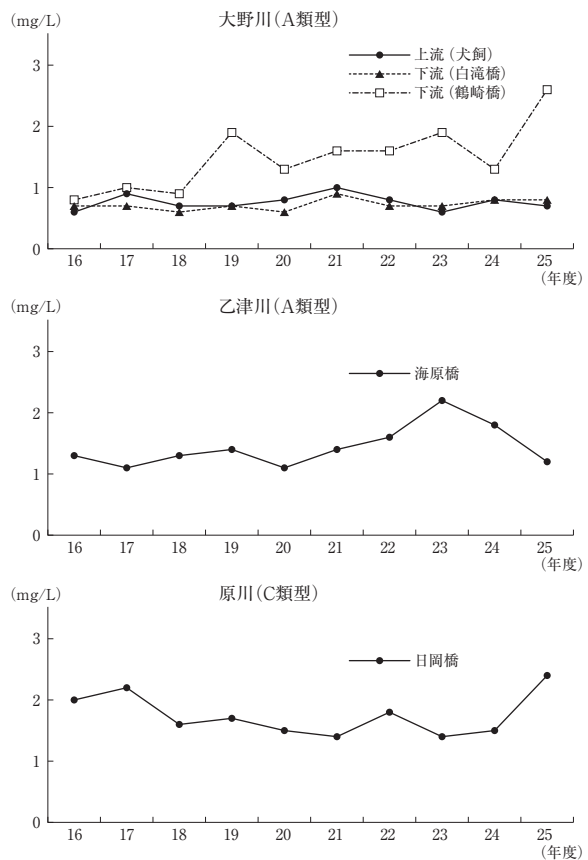 (mg/L)
大野川(A類型)
上流(犬飼)
下流(白滝橋)
下流(鶴崎橋)
3
2
1
0
16 17 18 19 20 21 22 23 24 25
(年度)
(mg/L)
乙津川(A類型)
海原橋
3
2
1
0
16 17 18 19 20 21 22 23 24 25
(年度)
(mg/L)
原川(C類型)
日岡橋
3
2
1
0
16 17 18 19 20 21 22 23 24 25
(年度)